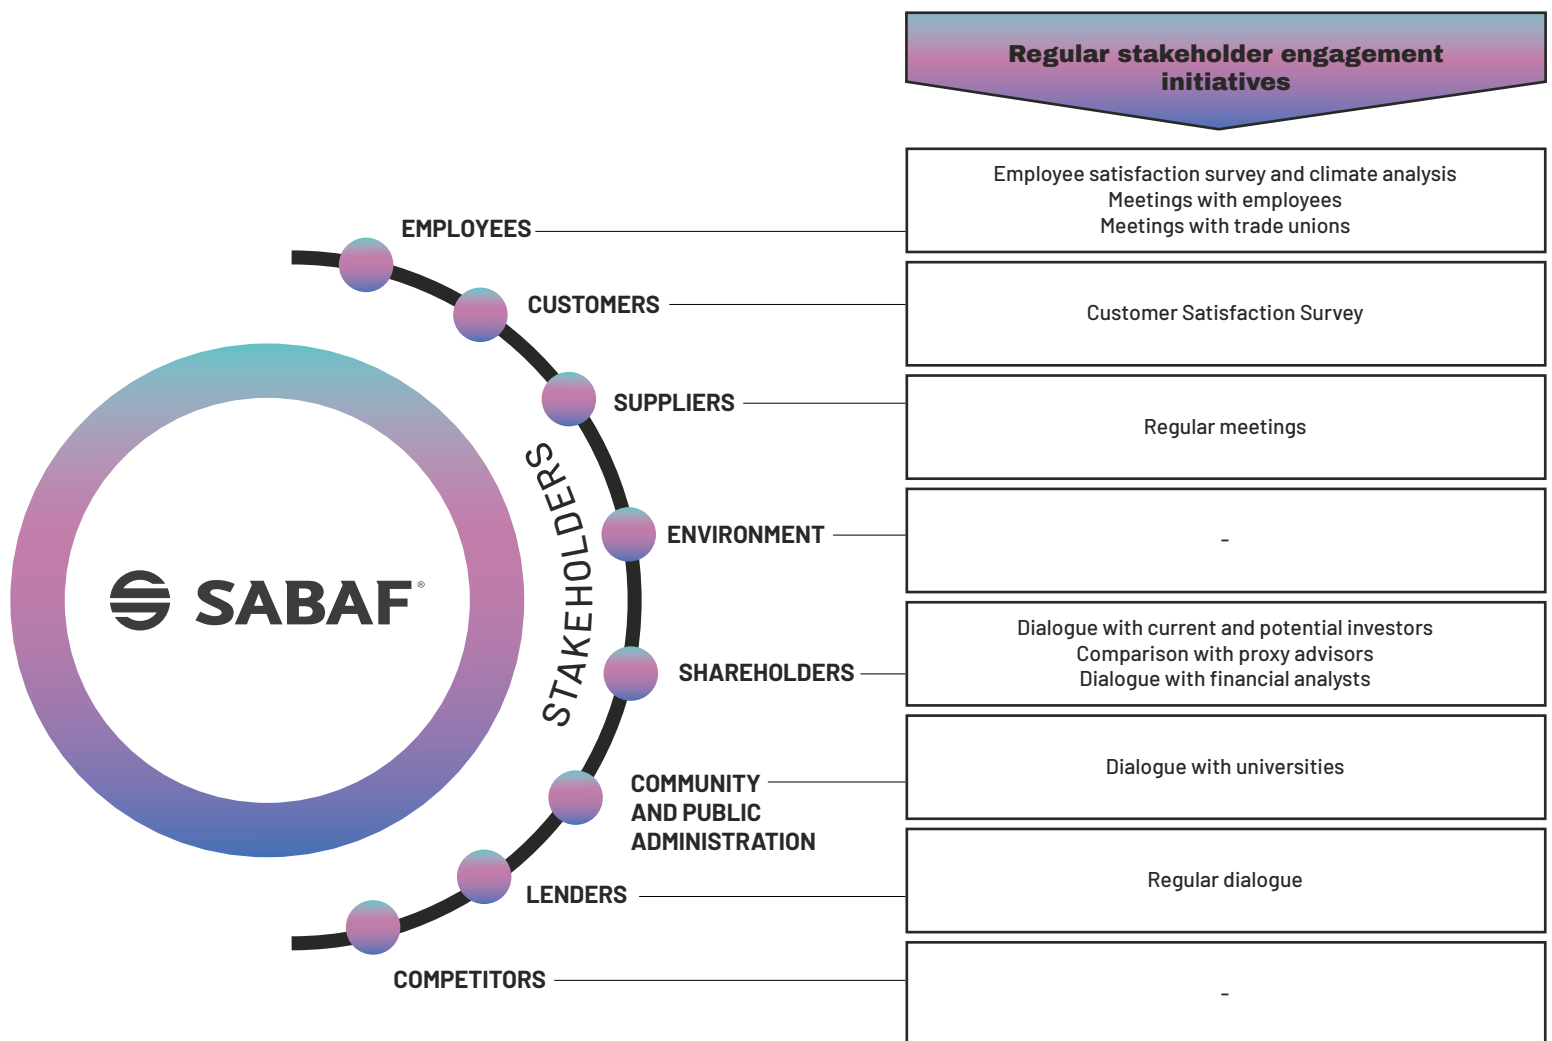 Regular stakeholder engagement
initiatives
EMPLOYEES
Employee satisfaction survey and climate analysis
Meetings with employees
Meetings with trade unions
CUSTOMERS
Customer Satisfaction Survey
SUPPLIERS
Regular meetings
ENVIRONMENT
-
SHAREHOLDERS
Dialogue with current and potential investors
Comparison with proxy advisors
Dialogue with financial analysts
COMMUNITY
AND PUBLIC
ADMINISTRATION
Dialogue with universities
LENDERS
Regular dialogue
COMPETITORS
-
STAKEHOLDERS
SABAF®